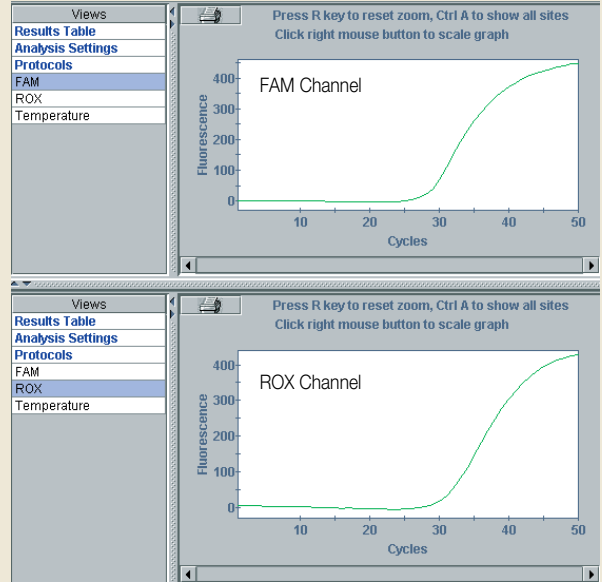 Views
Results Table
Analysis Settings
Protocols
FAM
ROX
Temperature
Press R key to reset zoom, Ctrl A to show all sites
Click right mouse button to scale graph
FAM Channel
Fluorescence
400
300
200
100
0
10 20 30 40 50
Cycles
Views
Results Table
Analysis Settings
Protocols
FAM
ROX
Temperature
Press R key to reset zoom, Ctrl A to show all sites
Click right mouse button to scale graph
ROX Channel
Fluorescence
400
300
200
100
0
10 20 30 40 50
Cycles